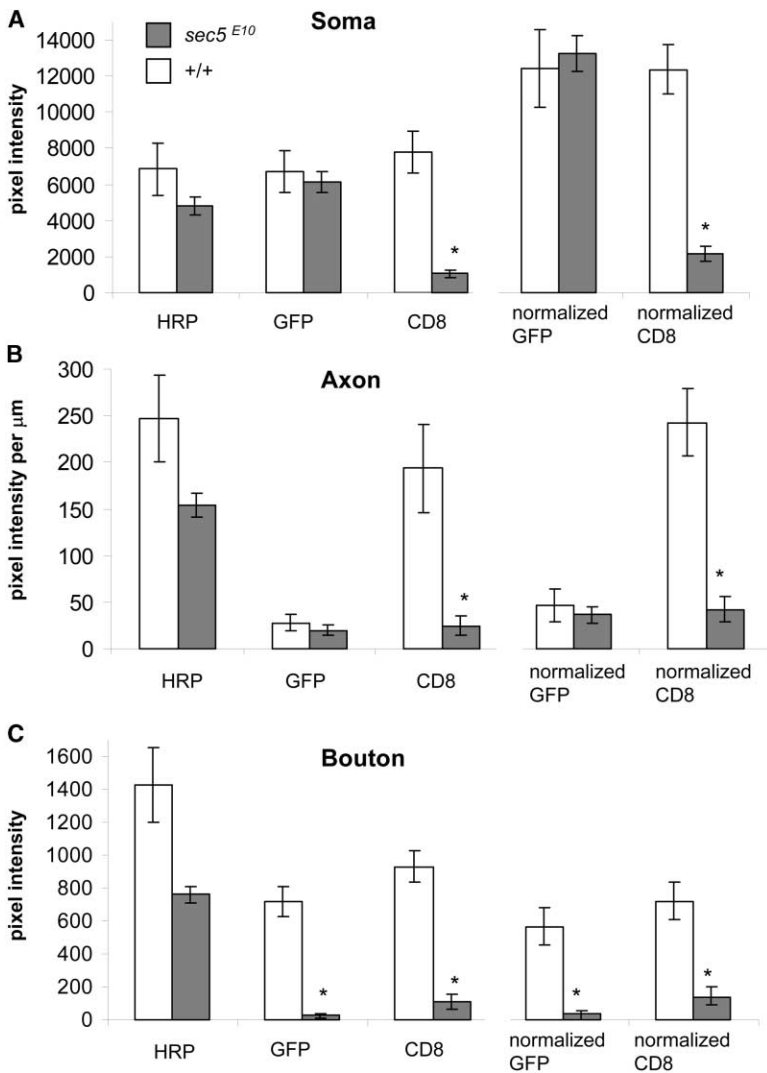 A
Soma
sec5 E10
+/+
pixel intensity
14000
12000
10000
8000
6000
4000
2000
0
*
*
HRP
GFP
CD8
normalized
GFP
normalized
CD8
B
Axon
pixel intensity per μm
300
250
200
150
100
50
0
*
*
HRP
GFP
CD8
normalized
GFP
normalized
CD8
C
Bouton
pixel intensity
1600
1400
1200
1000
800
600
400
200
0
*
*
*
*
HRP
GFP
CD8
normalized
GFP
normalized
CD8